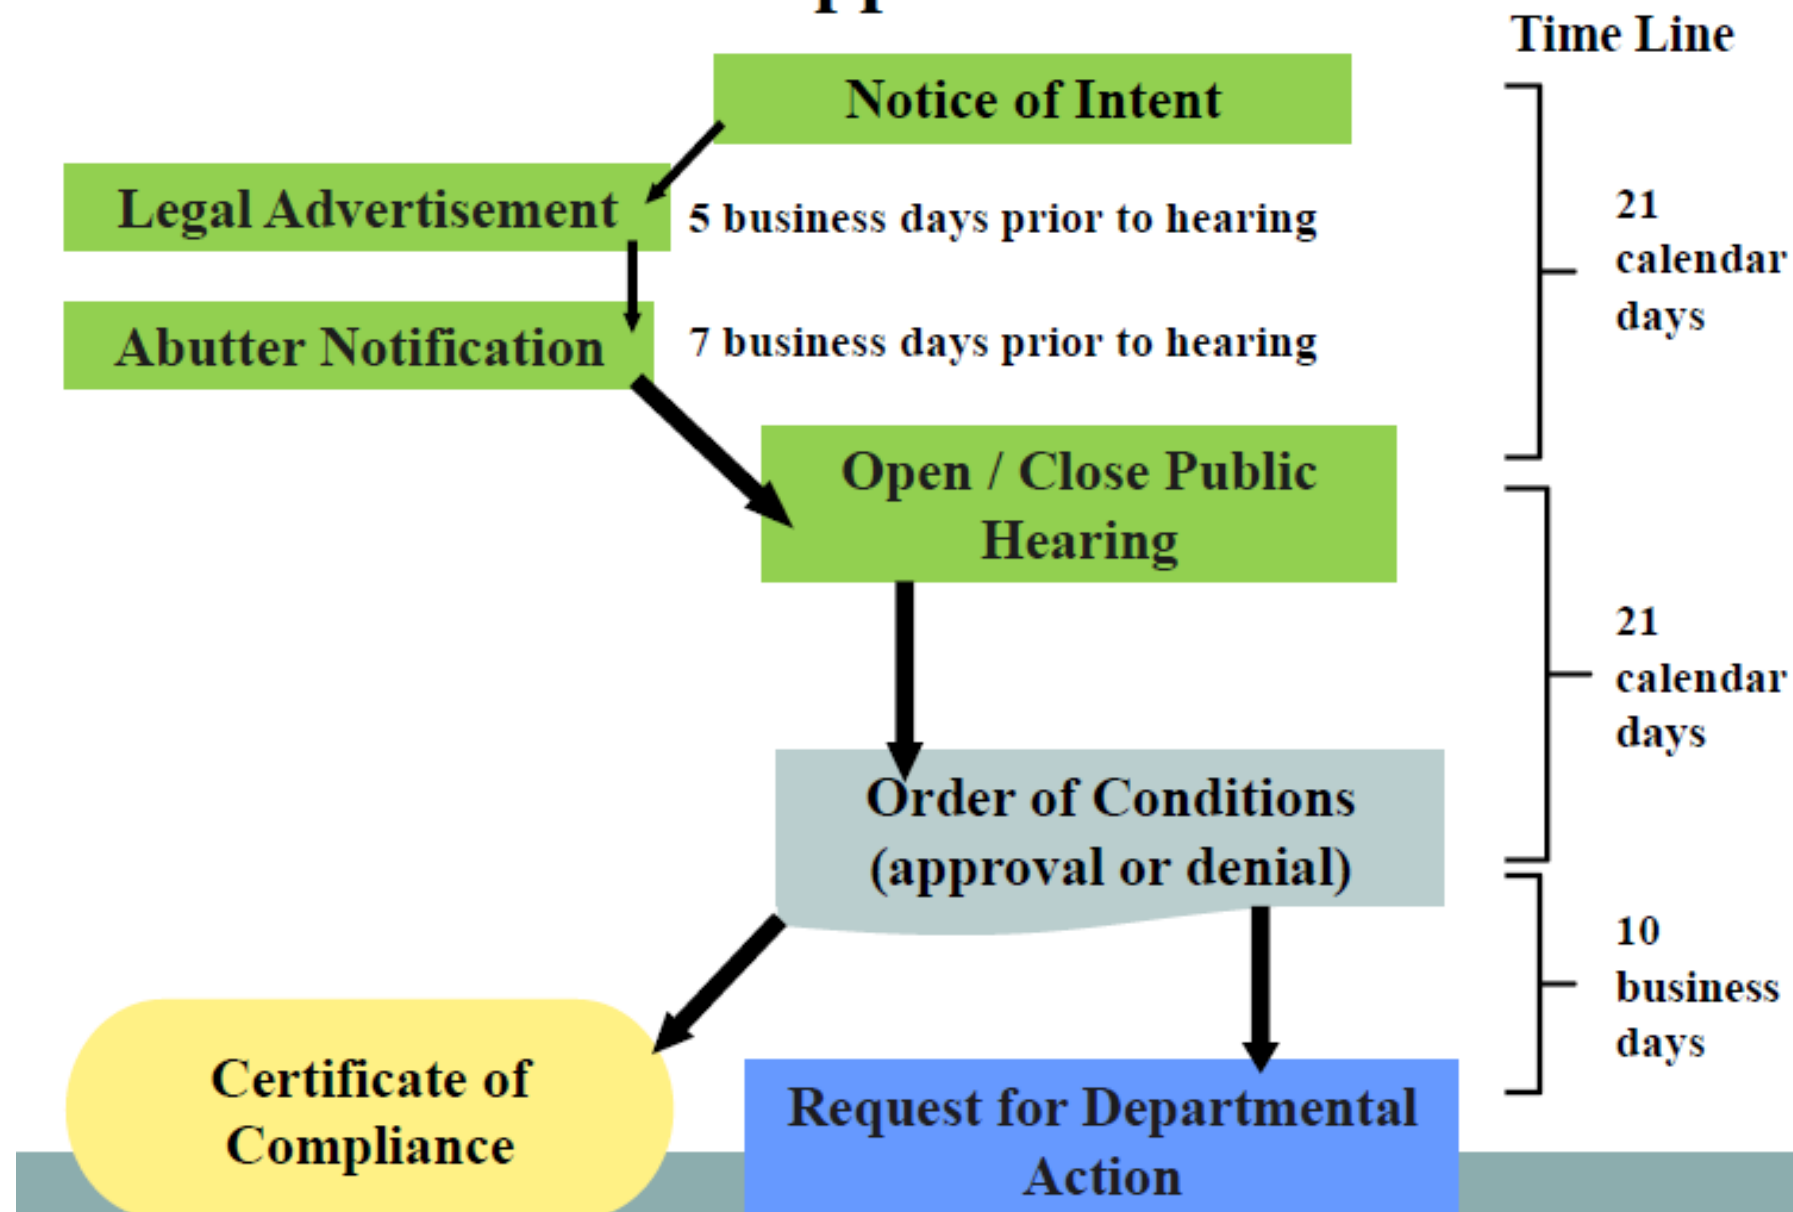 Time Line
Notice of Intent
Legal Advertisement
5 business days prior to hearing
21
calendar
days
Abutter Notification
7 business days prior to hearing
Open / Close Public
Hearing
21
calendar
days
Order of Conditions
(approval or denial)
10
business
days
Certificate of
Compliance
Request for Departmental
Action